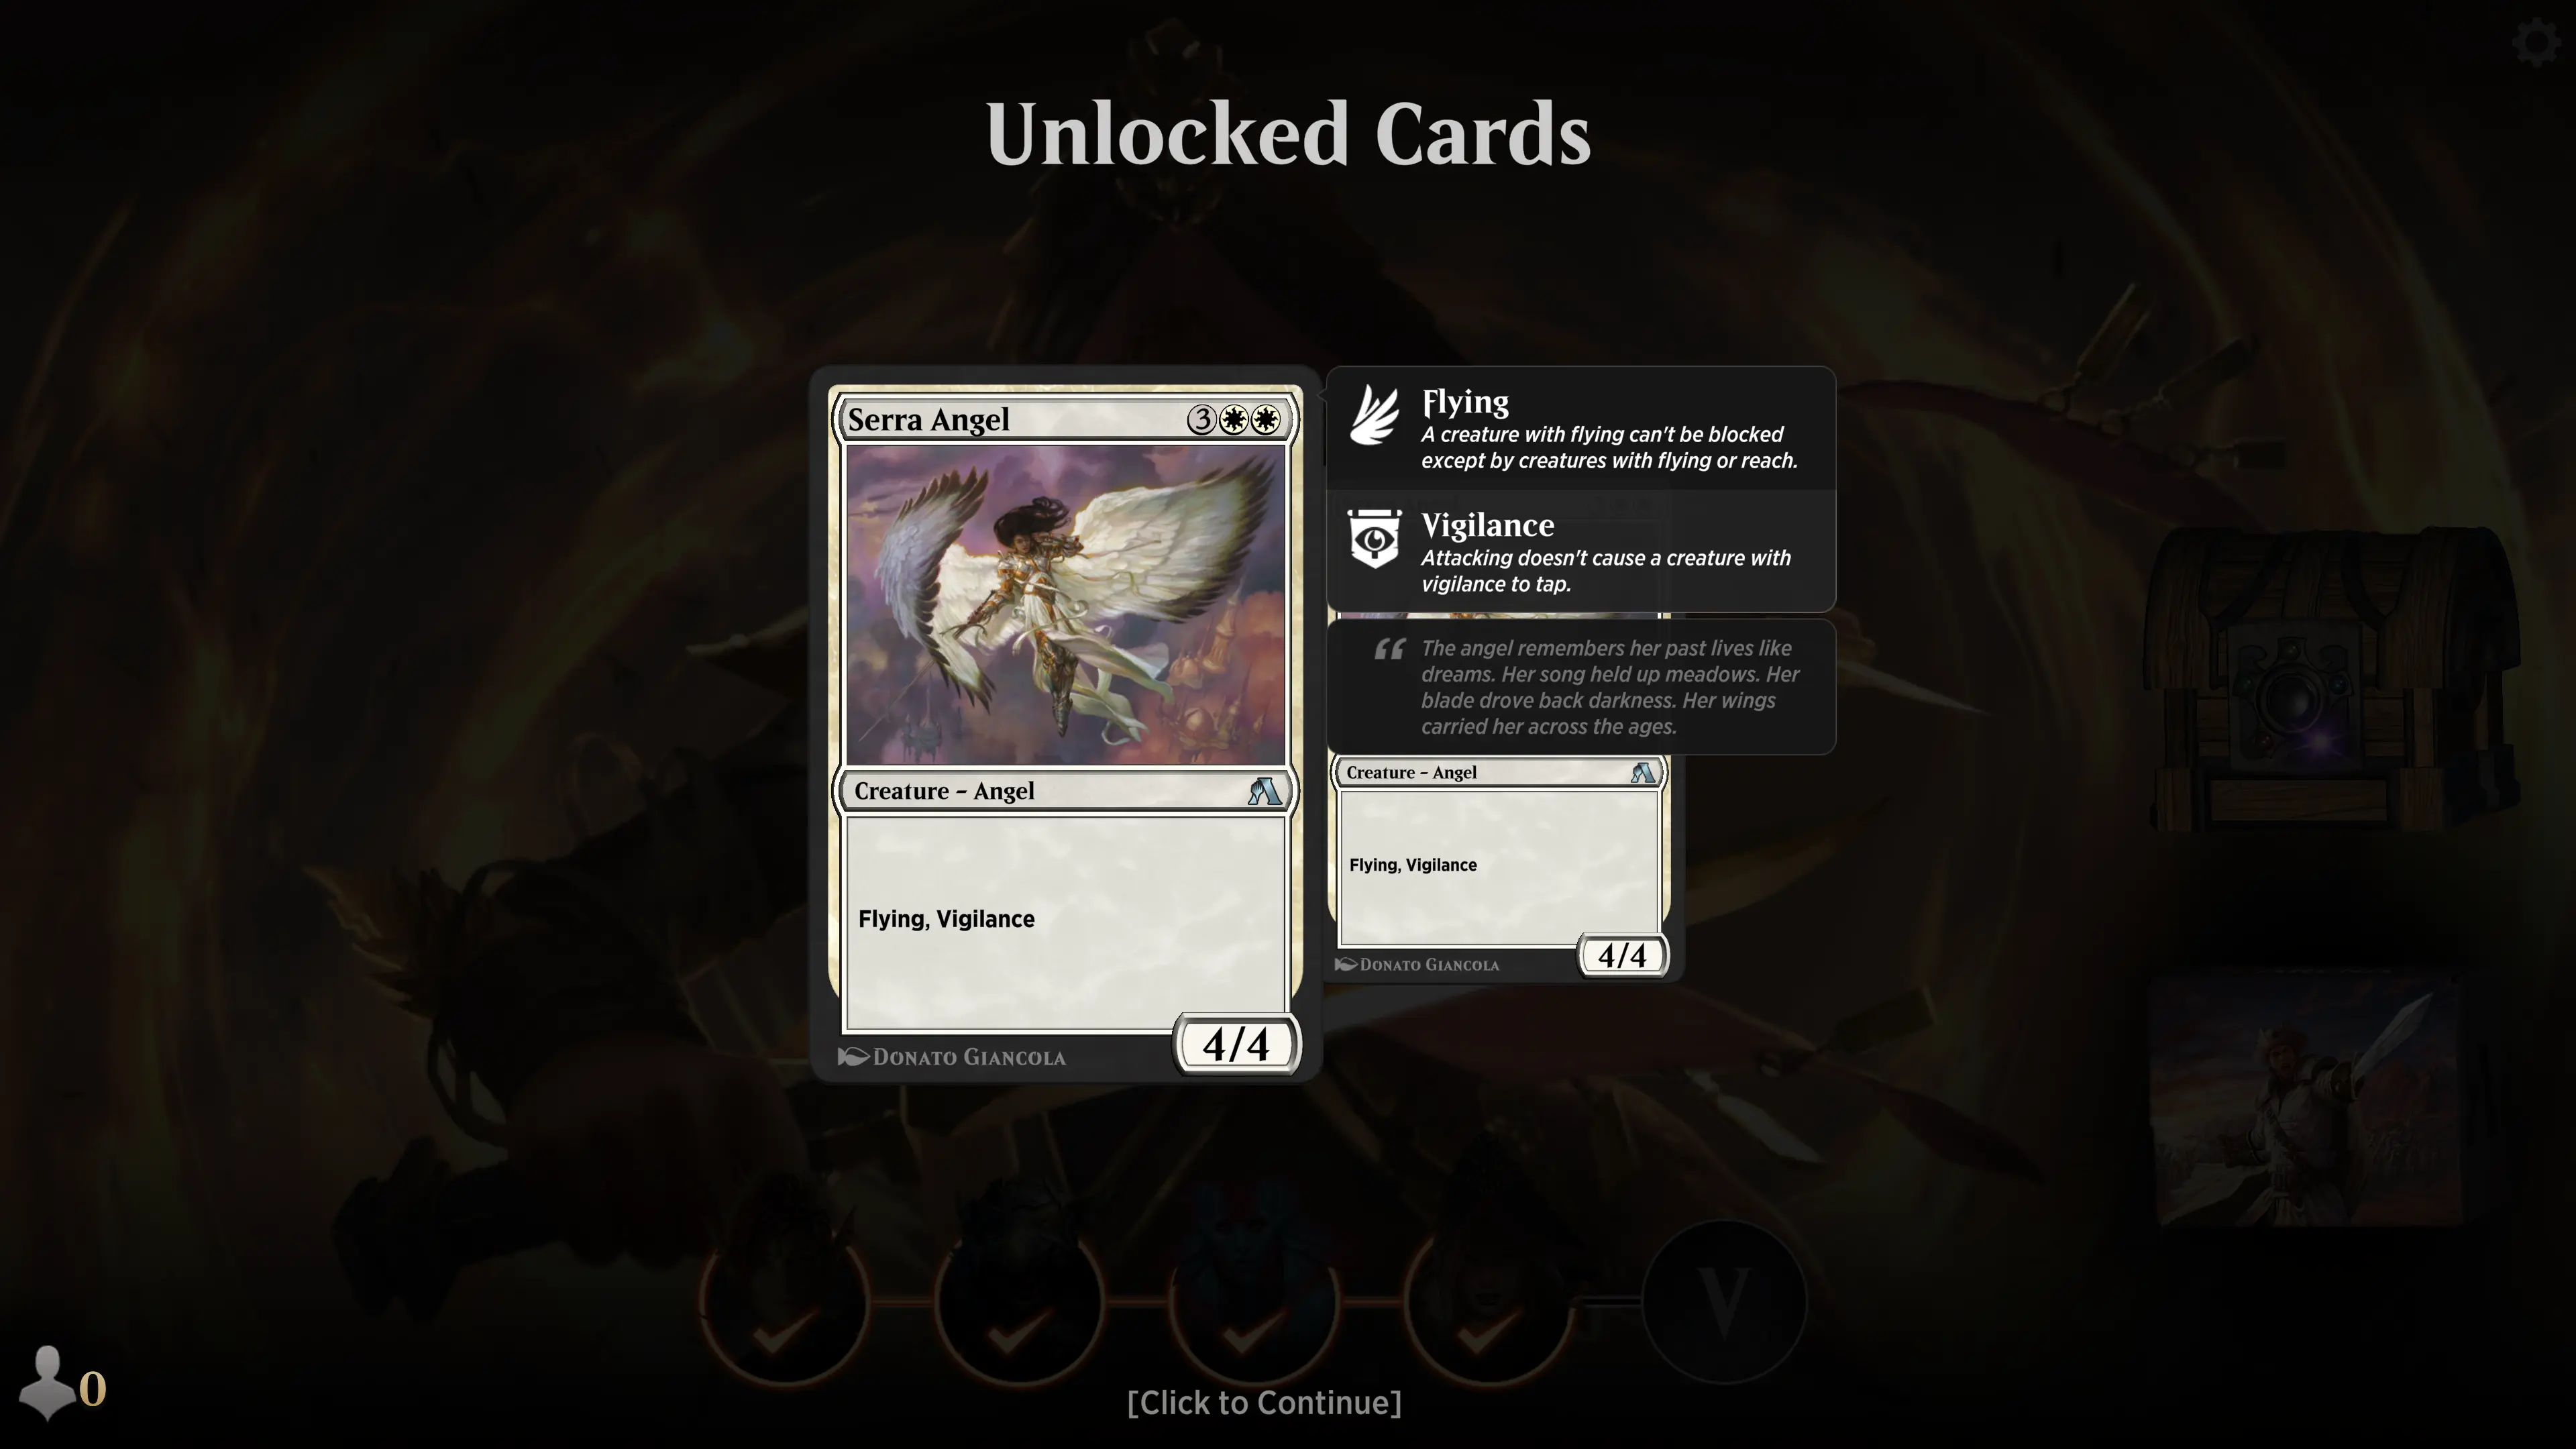 Unlocked Cards
Serra Angel 3
Creature – Angel
Flying, Vigilance
4/4
DONATO GIANCOLA
Flying
A creature with flying can't be blocked
except by creatures with flying or reach.
Vigilance
Attacking doesn't cause a creature with
vigilance to tap.
“ The angel remembers her past lives like
dreams. Her song held up meadows. Her
blade drove back darkness. Her wings
carried her across the ages.
Creature – Angel
Flying, Vigilance
4/4
DONATO GIANCOLA
V
0
[Click to Continue]